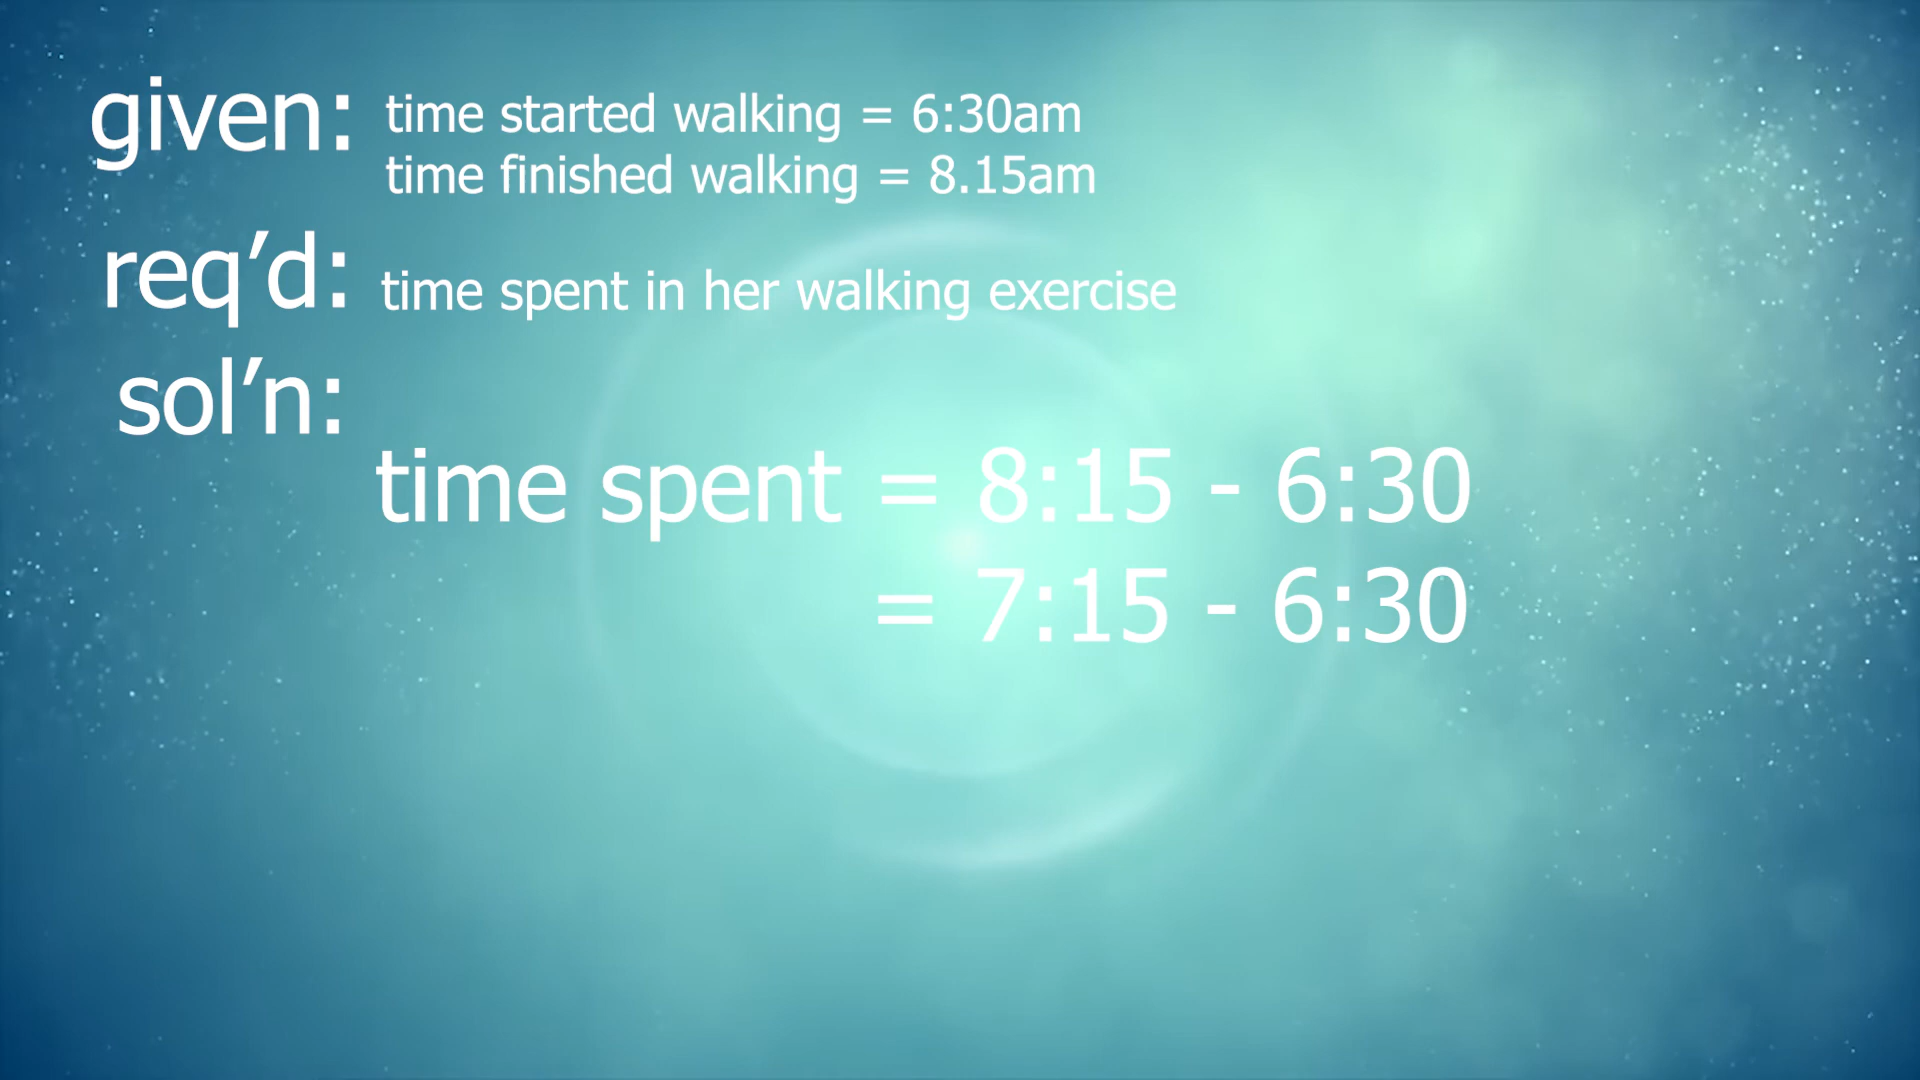 given: time started walking = 6:30am
time finished walking = 8.15am
req’d: time spent in her walking exercise
sol’n:
time spent = 8:15 - 6:30
= 7:15 - 6:30